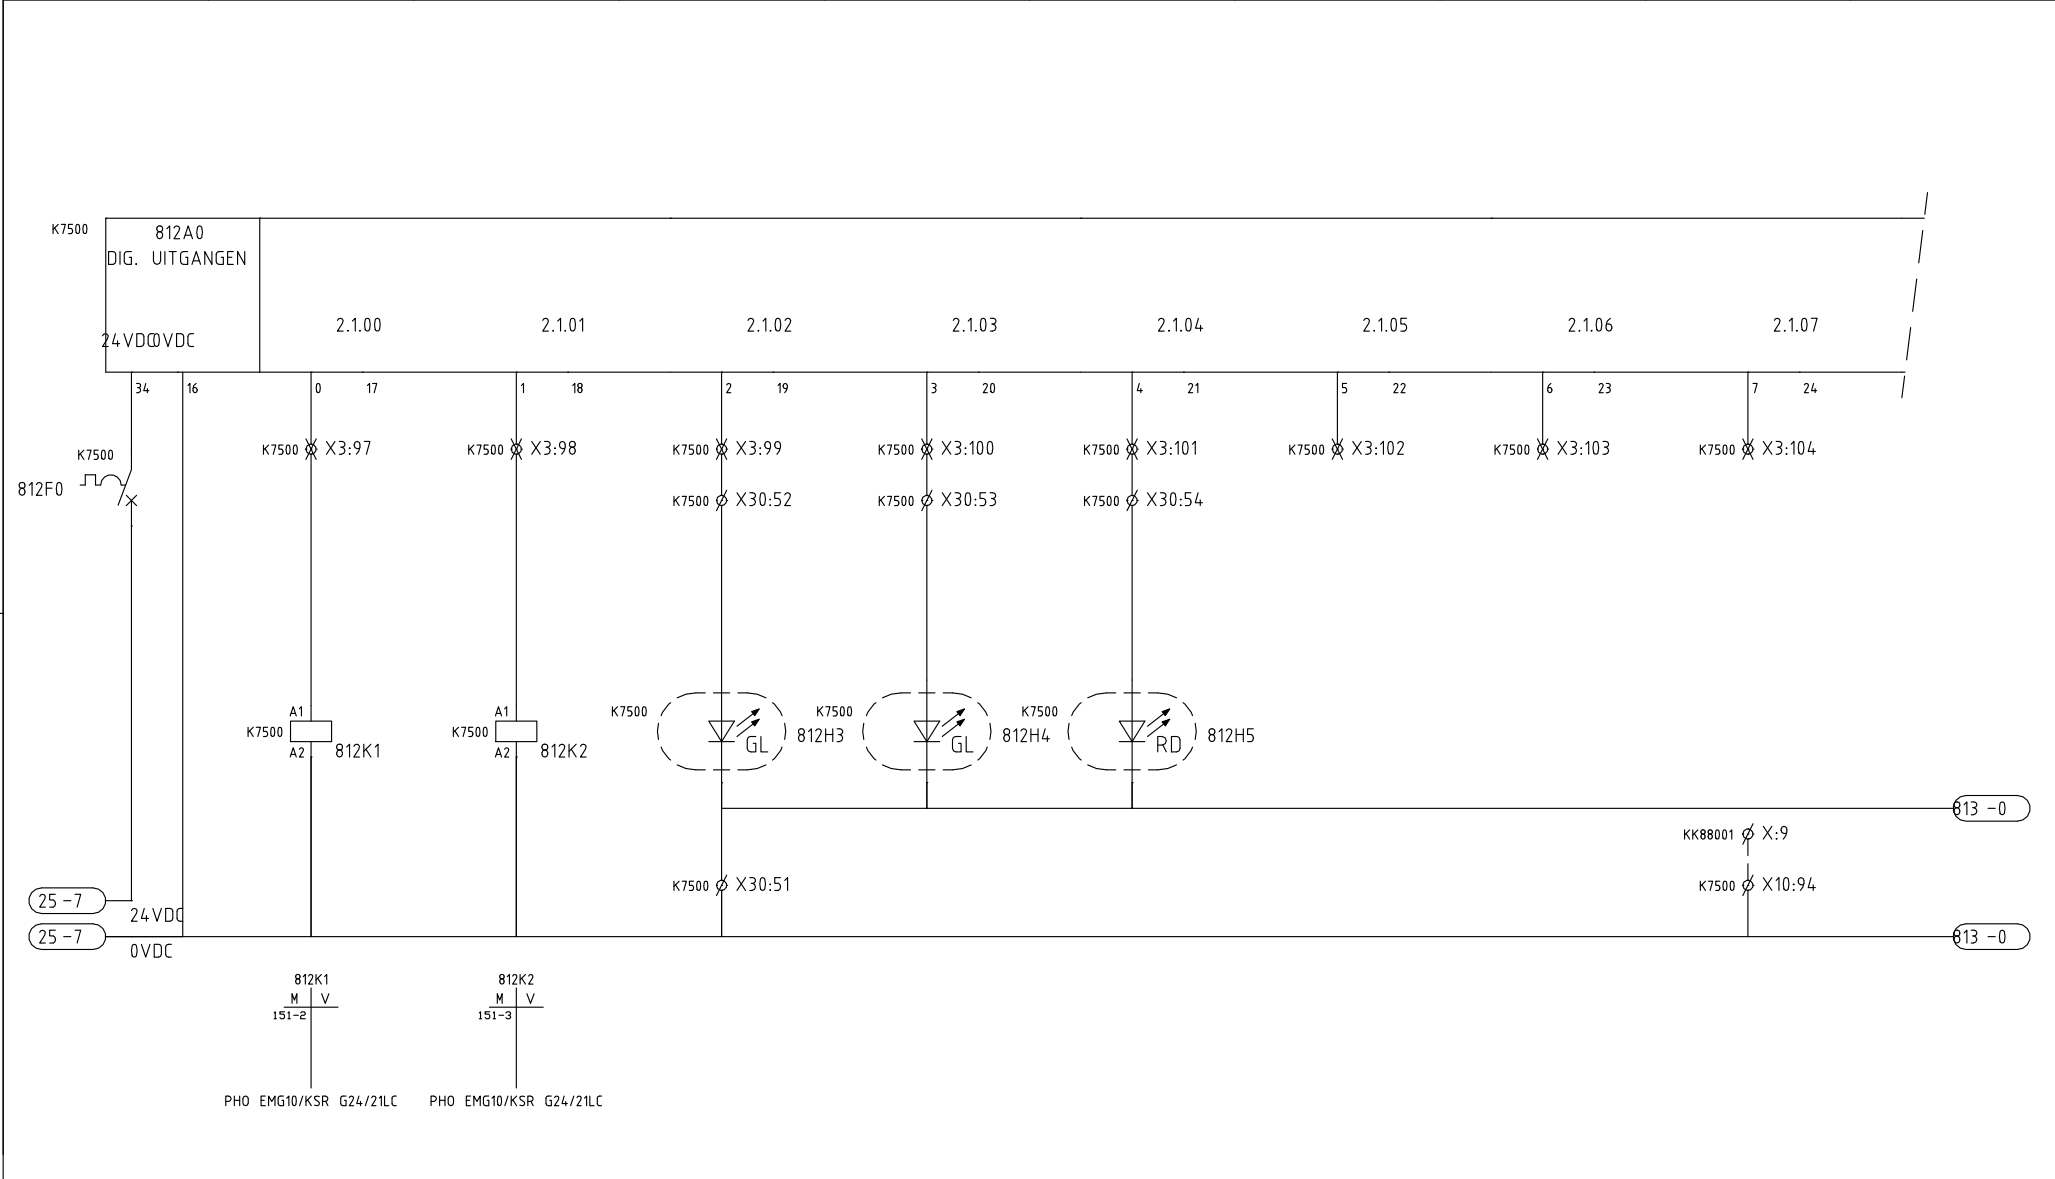 K7500
812A0
DIG. UITGANGEN
24VDC 0VDC
2.1.00
2.1.01
2.1.02
2.1.03
2.1.04
2.1.05
2.1.06
2.1.07
34 16 0 17 1 18 2 19 3 20 4 21 5 22 6 23 7 24
K7500
812F0
K7500 X3:97
K7500 X3:98
K7500 X3:99
K7500 X3:100
K7500 X3:101
K7500 X3:102
K7500 X3:103
K7500 X3:104
K7500 X30:52
K7500 X30:53
K7500 X30:54
A1
K7500
A2 812K1
A1
K7500
A2 812K2
K7500
GL 812H3
K7500
GL 812H4
K7500
RD 812H5
813 -0
KK88001 X:9
K7500 X30:51
K7500 X10:94
25 -7
24VDC
25 -7
0VDC
813 -0
812K1
M V
151-2
PHO EMG10/KSR G24/21LC
812K2
M V
151-3
PHO EMG10/KSR G24/21LC